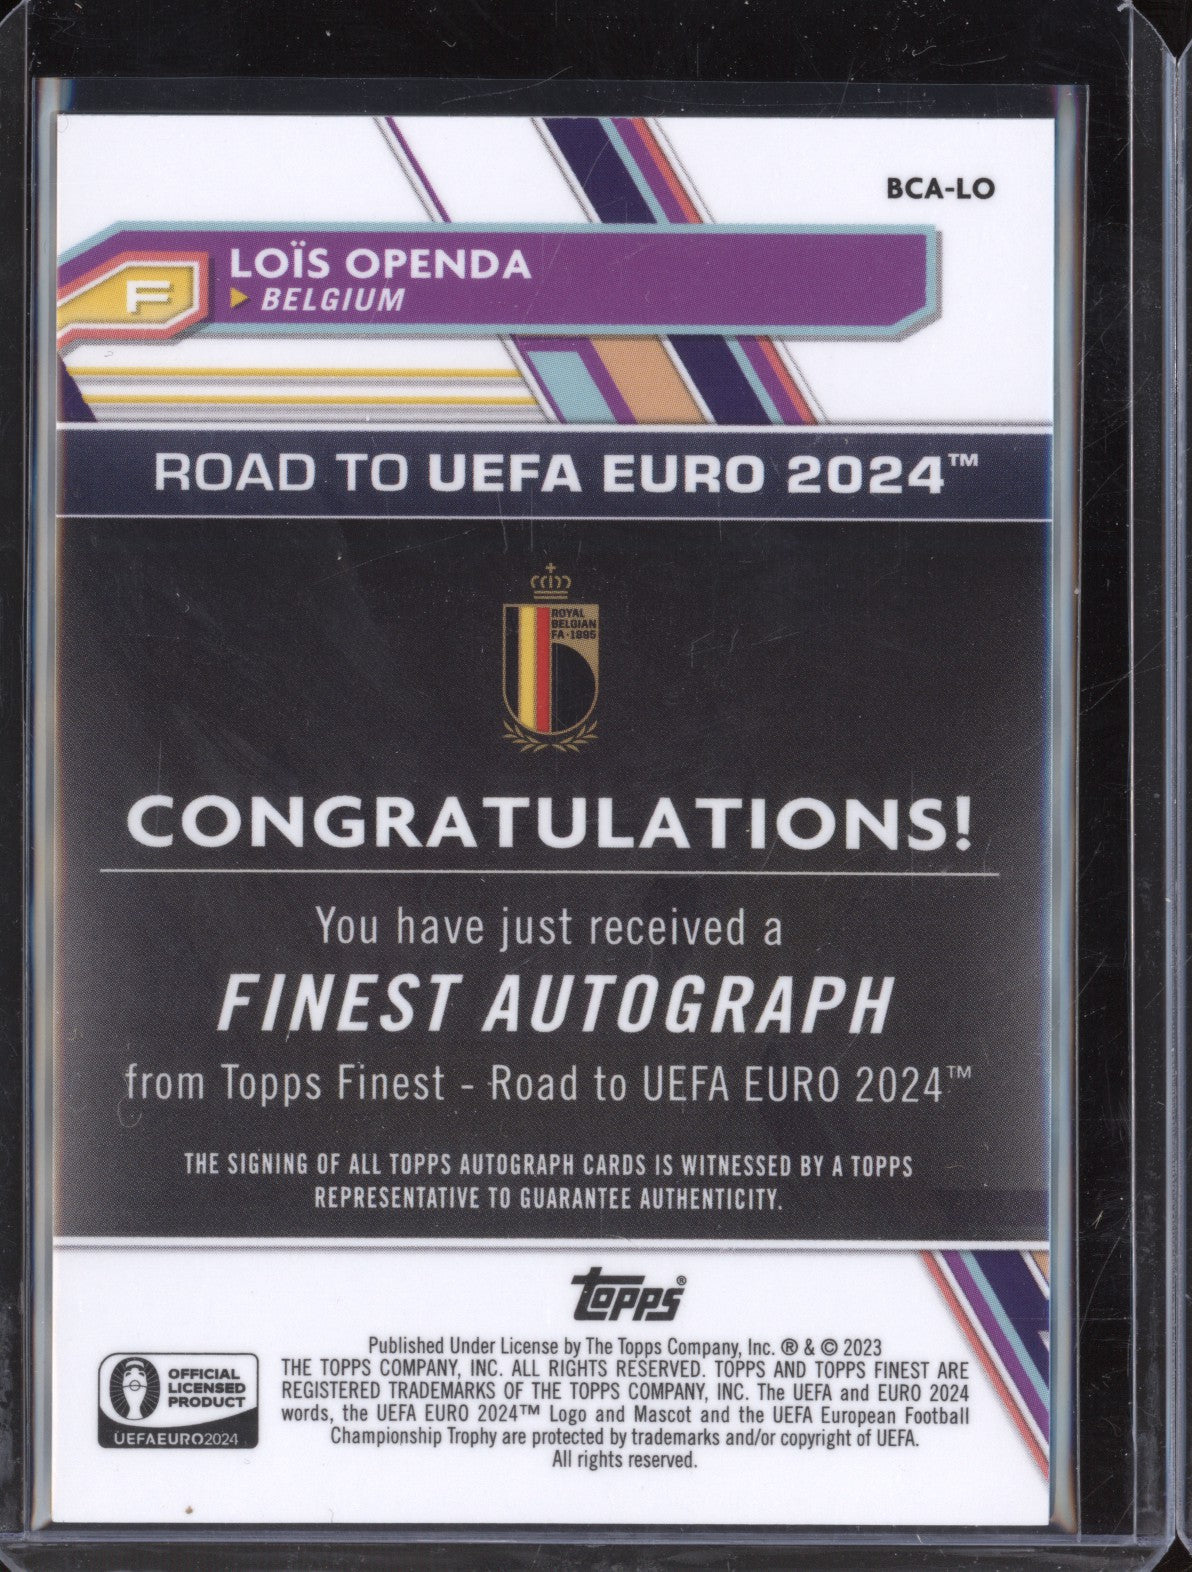 BCA-LO
LOÏS OPENDA
F
BELGIUM
ROAD TO UEFA EURO 2024™
ROYAL
BELGIAN
FA·1895
CONGRATULATIONS!
You have just received a
FINEST AUTOGRAPH
from Topps Finest - Road to UEFA EURO 2024™
THE SIGNING OF ALL TOPPS AUTOGRAPH CARDS IS WITNESSED BY A TOPPS
REPRESENTATIVE TO GUARANTEE AUTHENTICITY.
topps®
Published Under License by The Topps Company, Inc. ® & © 2023
THE TOPPS COMPANY, INC. ALL RIGHTS RESERVED. TOPPS AND TOPPS FINEST ARE
REGISTERED TRADEMARKS OF THE TOPPS COMPANY, INC. The UEFA and EURO 2024
words, the UEFA EURO 2024™ Logo and Mascot and the UEFA European Football
Championship Trophy are protected by trademarks and/or copyright of UEFA.
All rights reserved.
OFFICIAL
LICENSED
PRODUCT
UEFAEURO2024